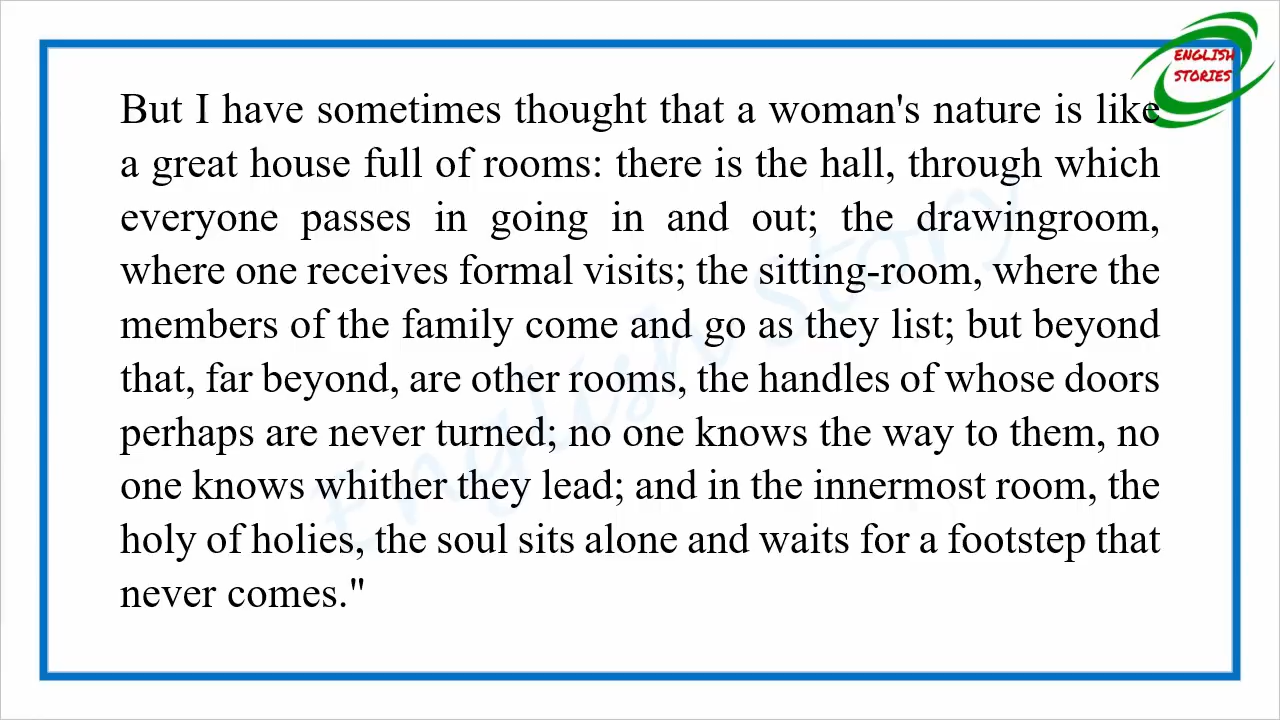 ENGLISH
STORIES
But I have sometimes thought that a woman's nature is like
a great house full of rooms: there is the hall, through which
everyone passes in going in and out; the drawingroom,
where one receives formal visits; the sitting-room, where the
members of the family come and go as they list; but beyond
that, far beyond, are other rooms, the handles of whose doors
perhaps are never turned; no one knows the way to them, no
one knows whither they lead; and in the innermost room, the
holy of holies, the soul sits alone and waits for a footstep that
never comes."
English Story